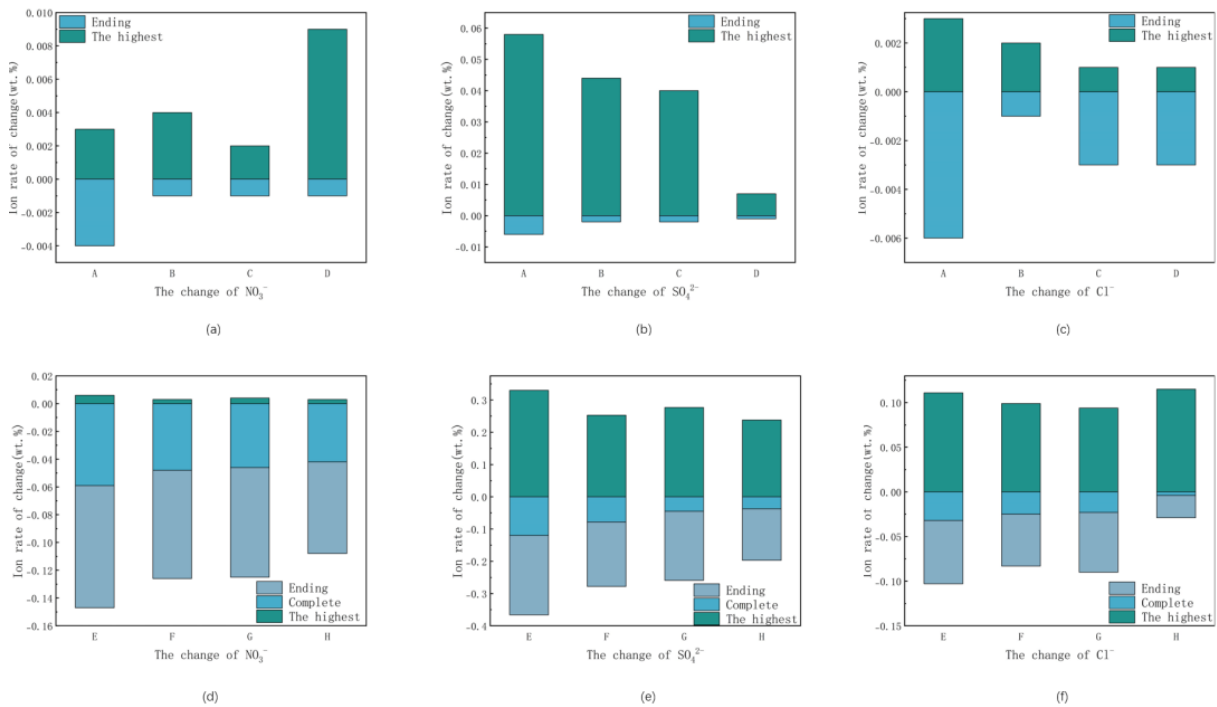 Ending
The highest
0.010
0.008
0.006
0.004
0.002
0.000
-0.002
-0.004
Ion rate of change(wt.%)
A B C D
The change of NO₃⁻
(a)
Ending
The highest
0.06
0.05
0.04
0.03
0.02
0.01
0.00
-0.01
Ion rate of change(wt.%)
A B C D
The change of SO₄²⁻
(b)
Ending
The highest
0.002
0.000
-0.002
-0.004
-0.006
Ion rate of change(wt.%)
A B C D
The change of Cl⁻
(c)
0.02
0.00
-0.02
-0.04
-0.06
-0.08
-0.10
-0.12
-0.14
-0.16
Ion rate of change(wt.%)
Ending
Complete
The highest
E F G H
The change of NO₃⁻
(d)
0.3
0.2
0.1
0.0
-0.1
-0.2
-0.3
-0.4
Ion rate of change(wt.%)
Ending
Complete
The highest
E F G H
The change of SO₄²⁻
(e)
0.10
0.05
0.00
-0.05
-0.10
-0.15
Ion rate of change(wt.%)
Ending
Complete
The highest
E F G H
The change of Cl⁻
(f)